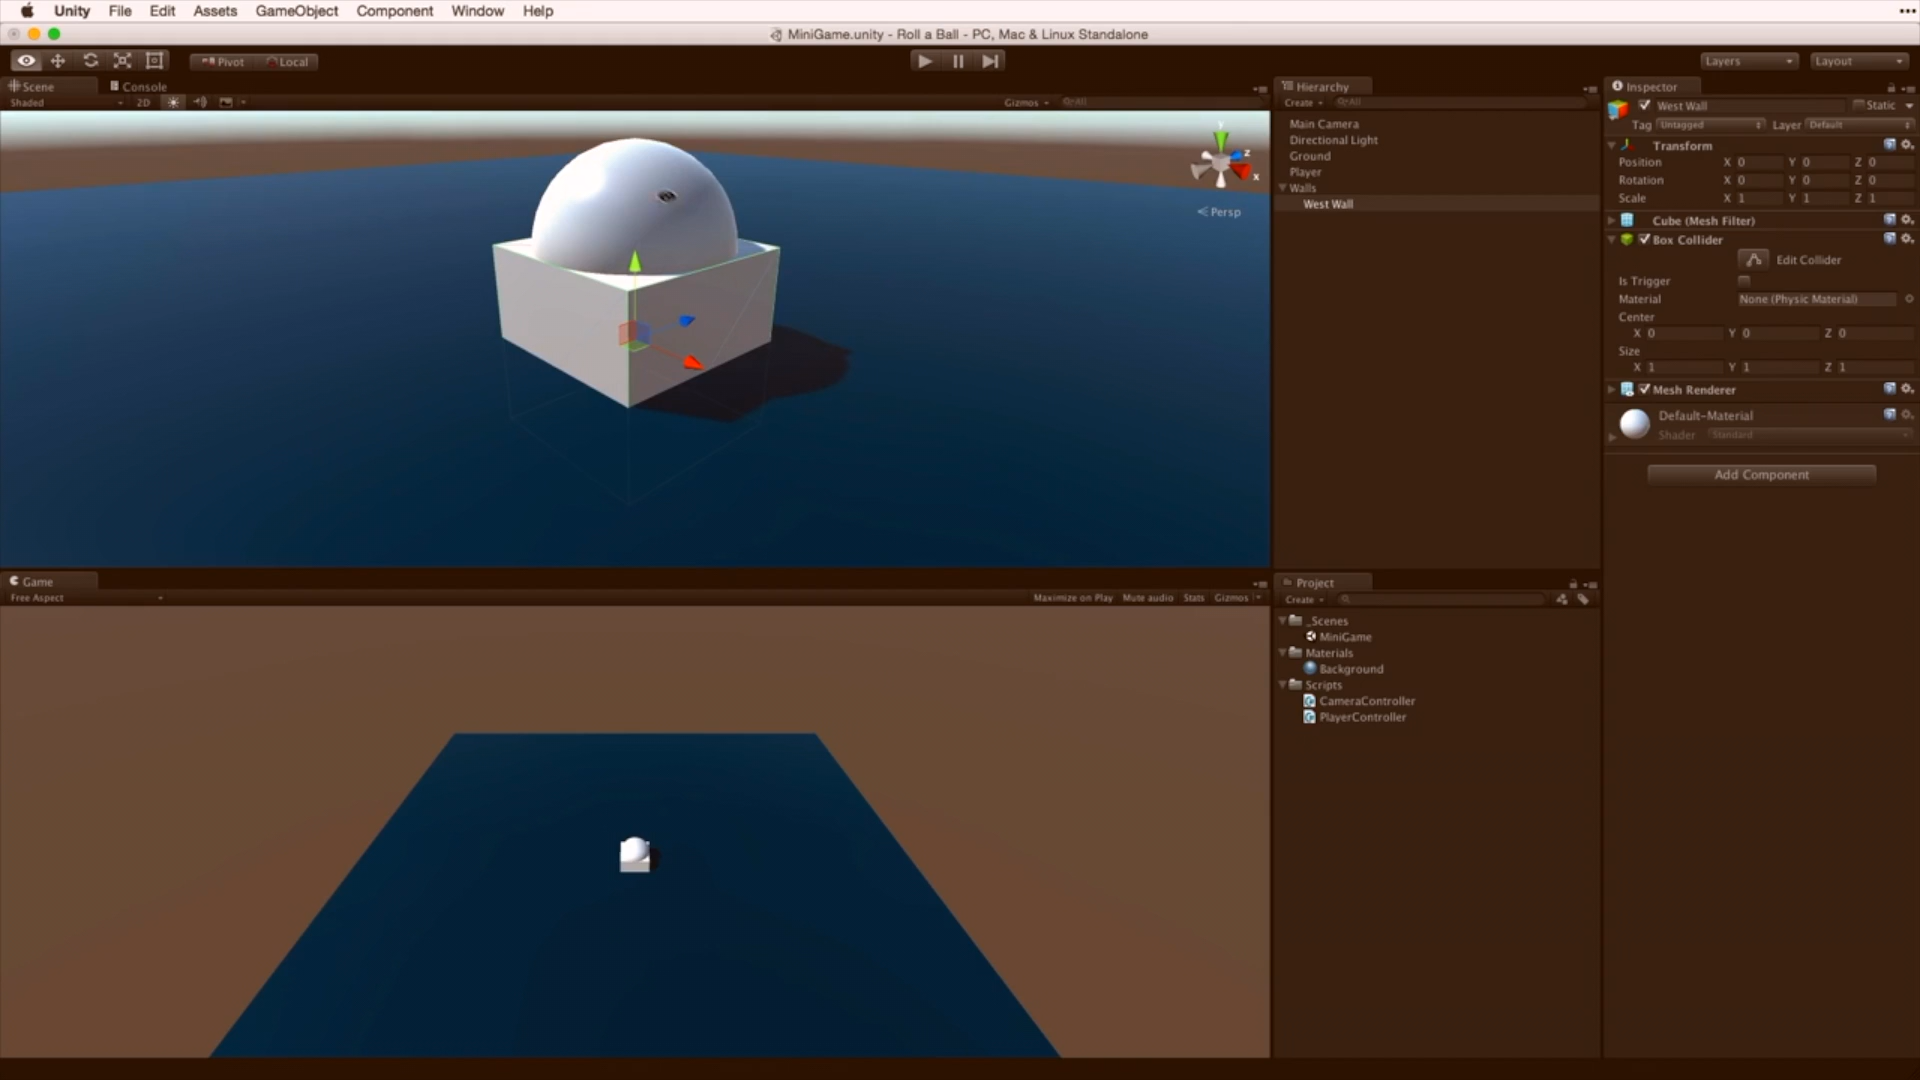 Unity File Edit Assets GameObject Component Window Help
MiniGame.unity - Roll a Ball - PC, Mac & Linux Standalone
Pivot Local Layers Layout
Scene Console
Shaded 2D Gizmos All
y
z
x
Persp
Hierarchy
Create All
Main Camera
Directional Light
Ground
Player
Walls
West Wall
Inspector
West Wall Static
Tag Untagged Layer Default
Transform
Position X 0 Y 0 Z 0
Rotation X 0 Y 0 Z 0
Scale X 1 Y 1 Z 1
Cube (Mesh Filter)
Box Collider
Edit Collider
Is Trigger
Material None (Physic Material)
Center
X 0 Y 0 Z 0
Size
X 1 Y 1 Z 1
Mesh Renderer
Default-Material
Shader Standard
Add Component
Game
Free Aspect Maximize on Play Mute audio Stats Gizmos
Project
Create
_Scenes
MiniGame
Materials
Background
Scripts
CameraController
PlayerController